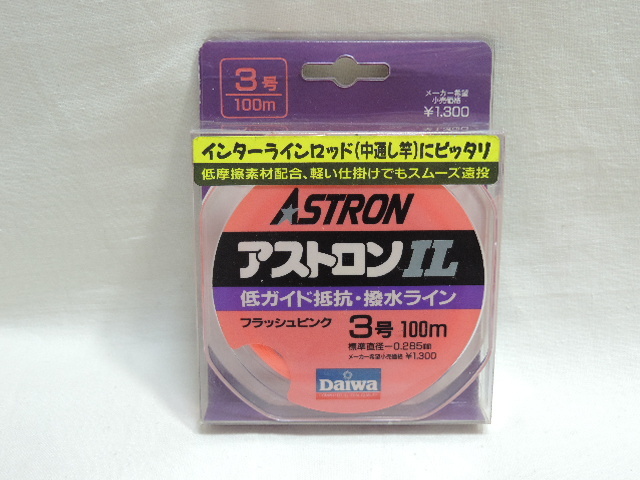 3号
100m
メーカー希望
小売価格
¥1,300
インターラインロッド(中通し竿)にピッタリ
低摩擦素材配合、軽い仕掛けでもスムーズ遠投
ASTRON
アストロンIL
低ガイド抵抗・撥水ライン
フラッシュピンク
3号 100m
標準直径-0.285mm
メーカー希望小売価格 ¥1,300
Daiwa